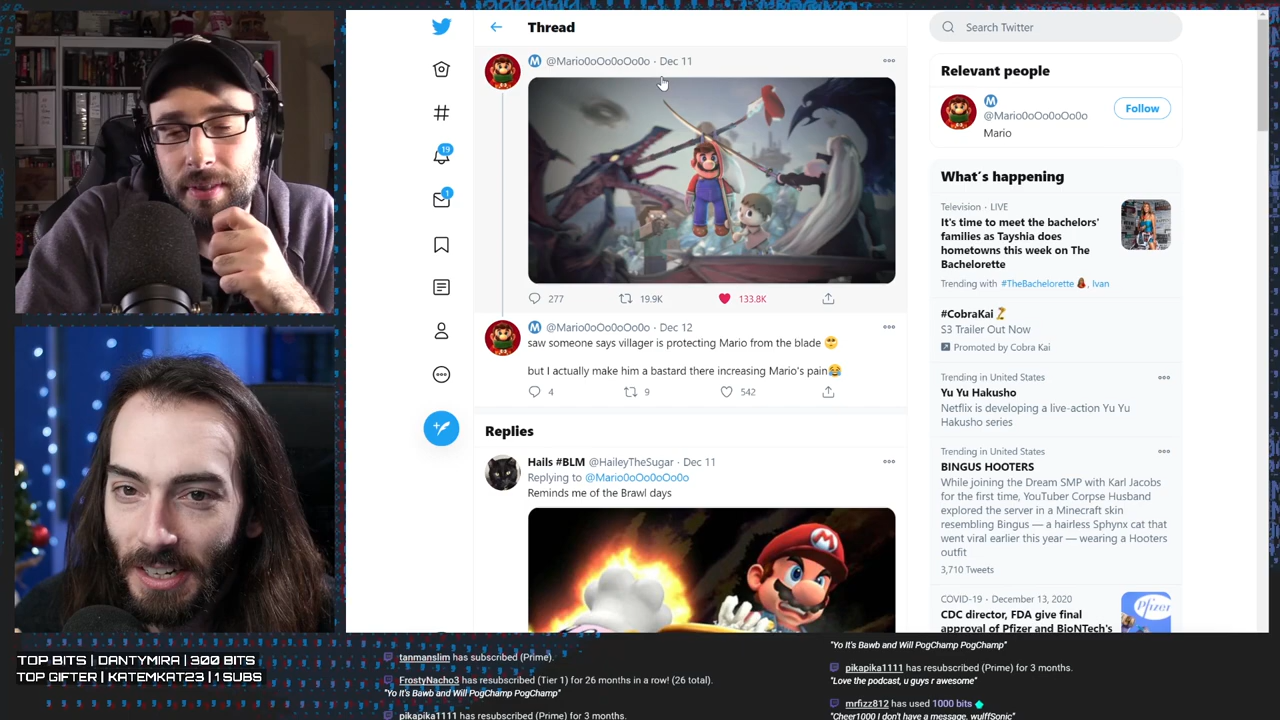 Thread
Search Twitter
@Mario0oOo0oOo0o · Dec 11
277
19.9K
133.8K
@Mario0oOo0oOo0o · Dec 12
saw someone says villager is protecting Mario from the blade
but I actually make him a bastard there increasing Mario's pain
4
9
542
Replies
Hails #BLM @HaileyTheSugar · Dec 11
Replying to @Mario0oOo0oOo0o
Reminds me of the Brawl days
19
1
Relevant people
@Mario0oOo0oOo0o
Mario
Follow
What's happening
Television · LIVE
It's time to meet the bachelors'
families as Tayshia does
hometowns this week on The
Bachelorette
Trending with #TheBachelorette , Ivan
#CobraKai
S3 Trailer Out Now
Promoted by Cobra Kai
Trending in United States
Yu Yu Hakusho
Netflix is developing a live-action Yu Yu
Hakusho series
Trending in United States
BINGUS HOOTERS
While joining the Dream SMP with Karl Jacobs
for the first time, YouTuber Corpse Husband
explored the server in a Minecraft skin
resembling Bingus — a hairless Sphynx cat that
went viral earlier this year — wearing a Hooters
outfit
3,710 Tweets
COVID-19 · December 13, 2020
CDC director, FDA give final
approval of Pfizer and BioNTech's
Pfizer
TOP BITS | DANTYMIRA | 300 BITS
TOP GIFTER | KATEMKAT23 | 1 SUBS
tanmanslim has subscribed (Prime).
FrostyNacho3 has resubscribed (Tier 1) for 26 months in a row! (26 total).
"Yo It's Bawb and Will PogChamp PogChamp"
pikapika1111 has resubscribed (Prime) for 3 months.
"Yo It's Bawb and Will PogChamp PogChamp"
pikapika1111 has resubscribed (Prime) for 3 months.
"Love the podcast, u guys r awesome"
mrfizz812 has used 1000 bits
"Cheer1000 I don't have a message, wulffSonic"